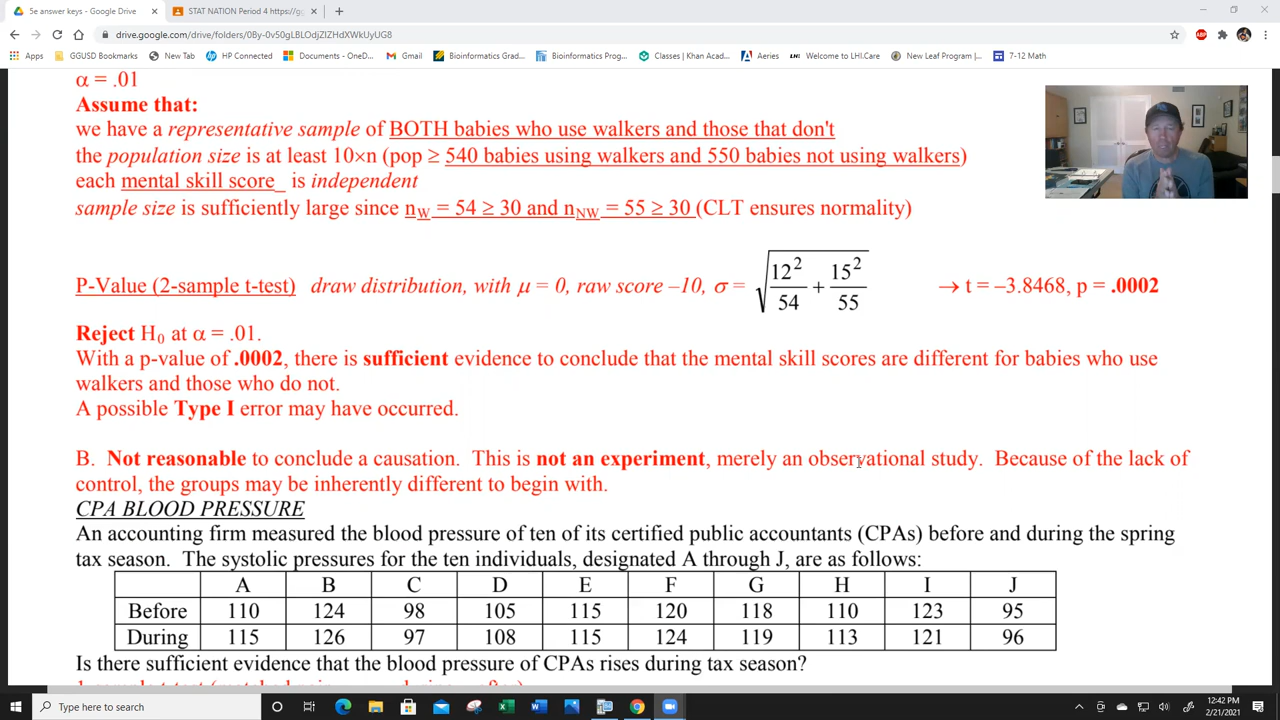 5e answer keys - Google Drive
STAT NATION Period 4 https://g
drive.google.com/drive/folders/0By-0v50gLBLOdjZIZHdXWkUyUG8
Apps GGUSD Bookmarks New Tab HP Connected Documents - OneD... Gmail Bioinformatics Grad... Bioinformatics Prog... Classes | Khan Acad... Aeries Welcome to LHI.Care New Leaf Program |... 7-12 Math
α = .01
Assume that:
we have a representative sample of BOTH babies who use walkers and those that don't
the population size is at least 10×n (pop ≥ 540 babies using walkers and 550 babies not using walkers)
each mental skill score_ is independent
sample size is sufficiently large since nW = 54 ≥ 30 and nNW = 55 ≥ 30 (CLT ensures normality)
P-Value (2-sample t-test) draw distribution, with μ = 0, raw score –10, σ = √(12²/54 + 15²/55) → t = –3.8468, p = .0002
Reject H0 at α = .01.
With a p-value of .0002, there is sufficient evidence to conclude that the mental skill scores are different for babies who use
walkers and those who do not.
A possible Type I error may have occurred.
B. Not reasonable to conclude a causation. This is not an experiment, merely an observational study. Because of the lack of
control, the groups may be inherently different to begin with.
CPA BLOOD PRESSURE
An accounting firm measured the blood pressure of ten of its certified public accountants (CPAs) before and during the spring
tax season. The systolic pressures for the ten individuals, designated A through J, are as follows:
A B C D E F G H I J
Before 110 124 98 105 115 120 118 110 123 95
During 115 126 97 108 115 124 119 113 121 96
Is there sufficient evidence that the blood pressure of CPAs rises during tax season?
Type here to search
12:42 PM
2/21/2021